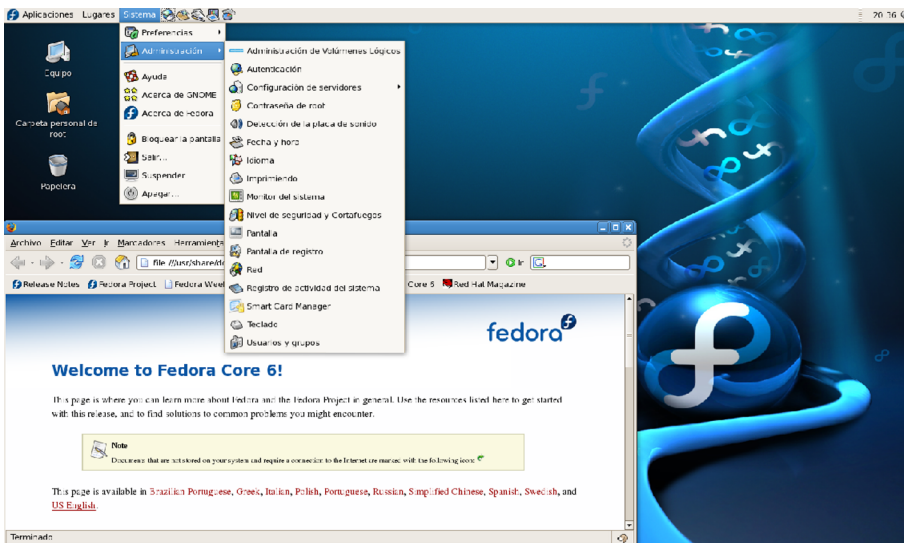 Aplicaciones Lugares Sistema
20:36
Equipo
Carpeta personal de
root
Papelera
Preferencias
Administración
Ayuda
Acerca de GNOME
Acerca de Fedora
Bloquear la pantalla
Salir...
Suspender
Apagar...
Administración de Volúmenes Lógicos
Autenticación
Configuración de servidores
Contraseña de root
Detección de la placa de sonido
Fecha y hora
Idioma
Imprimiendo
Monitor del sistema
Nivel de seguridad y Cortafuegos
Pantalla
Pantalla de registro
Red
Registro de actividad del sistema
Smart Card Manager
Teclado
Usuarios y grupos
Archivo Editar Ver Ir Marcadores Herramienta
file:///usr/share/do
Ir
Release Notes Fedora Project Fedora Week
Core 6 Red Hat Magazine
fedora
Welcome to Fedora Core 6!
This page is where you can learn more about Fedora and the Fedora Project in general. Use the resources listed here to get started
with this release, and to find solutions to common problems you might encounter.
Note
Documents that are not stored on your system and require a connection to the Internet are marked with the following icon:
This page is available in Brazilian Portuguese, Greek, Italian, Polish, Portuguese, Russian, Simplified Chinese, Spanish, Swedish, and
US English.
Terminado